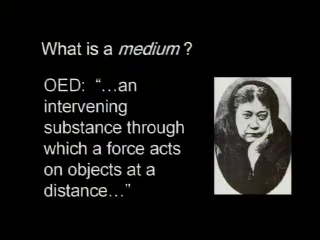 What is a medium ?
OED:  “…an
intervening
substance through
which a force acts
on objects at a
distance…”